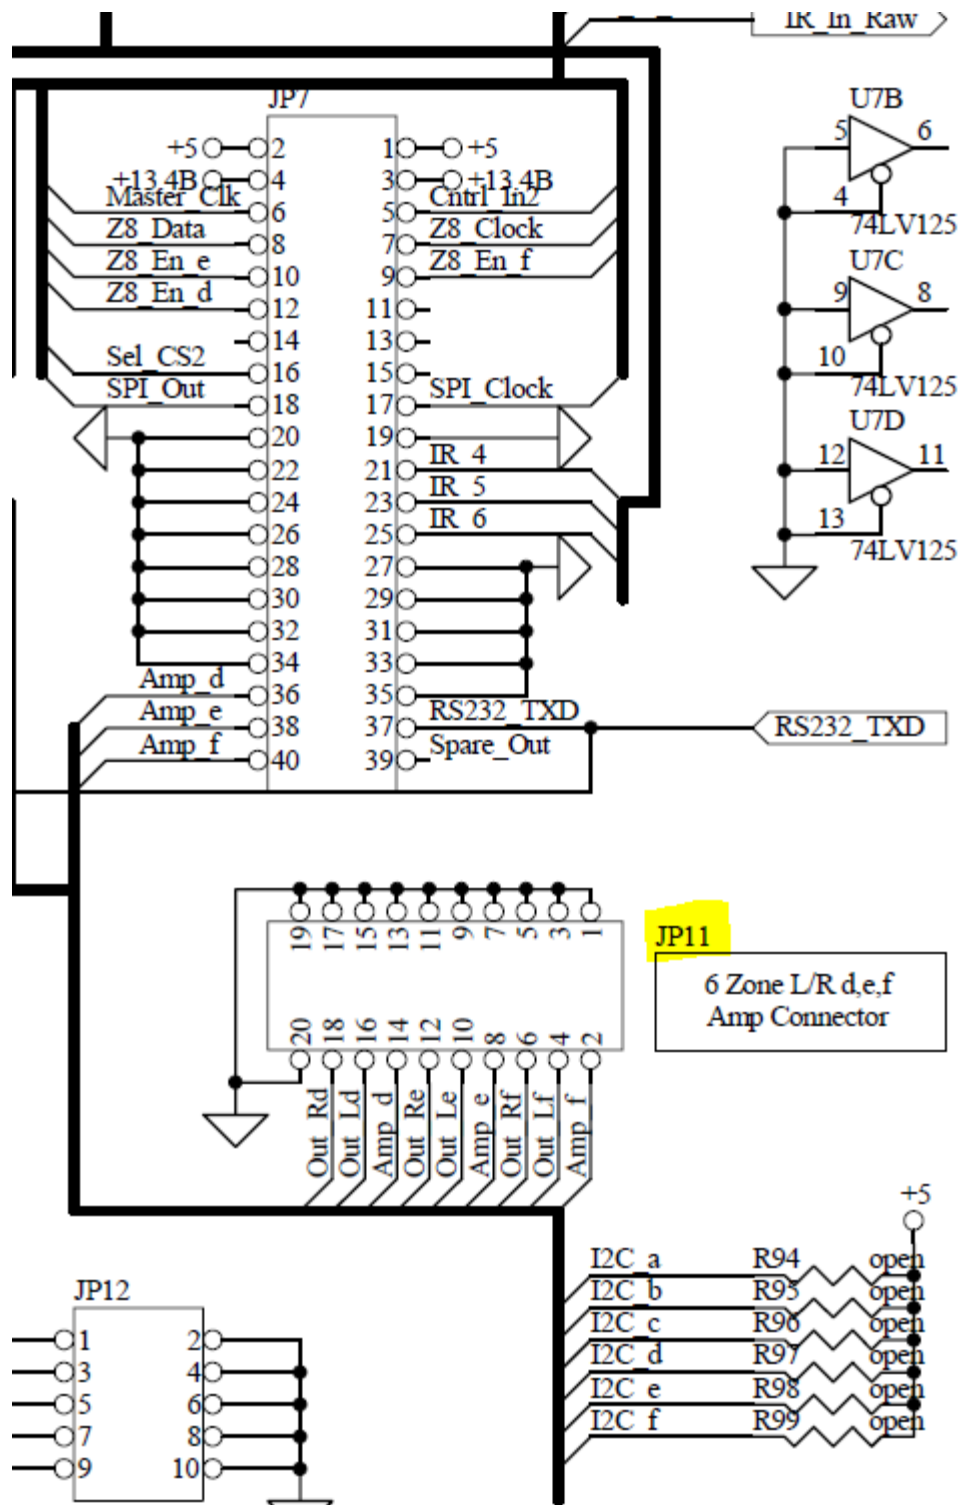 IR_In_Raw
JP7
+5 2 1 +5
+13.4B 4 3 +13.4B
Master_Clk 6 5 Cntrl_In2
Z8_Data 8 7 Z8_Clock
Z8_En_e 10 9 Z8_En_f
Z8_En_d 12 11
14 13
Sel_CS2 16 15
SPI_Out 18 17 SPI_Clock
20 19
22 21 IR_4
24 23 IR_5
26 25 IR_6
28 27
30 29
32 31
34 33
Amp_d 36 35
Amp_e 38 37 RS232_TXD
Amp_f 40 39 Spare_Out
RS232_TXD
U7B
5 6
4
74LV125
U7C
9 8
10
74LV125
U7D
12 11
13
74LV125
19 17 15 13 11 9 7 5 3 1
20 18 16 14 12 10 8 6 4 2
Out_Rd Out_Ld Amp_d Out_Re Out_Le Amp_e Out_Rf Out_Lf Amp_f
JP11
6 Zone L/R d,e,f
Amp Connector
+5
I2C_a R94 open
I2C_b R95 open
I2C_c R96 open
I2C_d R97 open
I2C_e R98 open
I2C_f R99 open
JP12
1 2
3 4
5 6
7 8
9 10